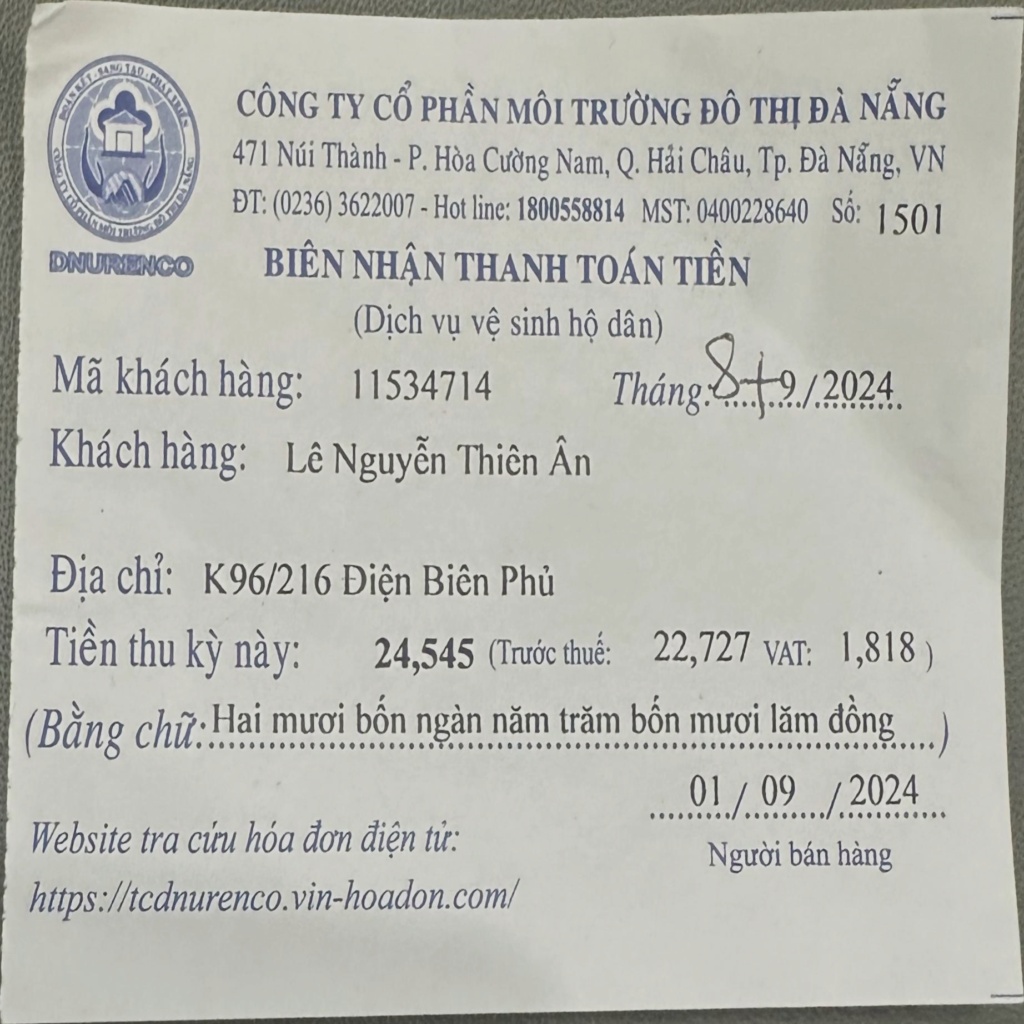 ĐOÀN KẾT - SÁNG TẠO - PHÁT TRIỂN
CÔNG TY CỔ PHẦN MÔI TRƯỜNG ĐÔ THỊ ĐÀ NẴNG
DNURENCO
CÔNG TY CỔ PHẦN MÔI TRƯỜNG ĐÔ THỊ ĐÀ NẴNG
471 Núi Thành - P. Hòa Cường Nam, Q. Hải Châu, Tp. Đà Nẵng, VN
ĐT: (0236) 3622007 - Hot line: 1800558814 MST: 0400228640 Số: 1501
BIÊN NHẬN THANH TOÁN TIỀN
(Dịch vụ vệ sinh hộ dân)
Mã khách hàng: 11534714 Tháng: 8+9/2024
Khách hàng: Lê Nguyễn Thiên Ân
Địa chỉ: K96/216 Điện Biên Phủ
Tiền thu kỳ này: 24,545 (Trước thuế: 22,727 VAT: 1,818)
(Bằng chữ: Hai mươi bốn ngàn năm trăm bốn mươi lăm đồng)
01/09/2024
Người bán hàng
Website tra cứu hóa đơn điện tử:
https://tcdnurenco.vin-hoadon.com/